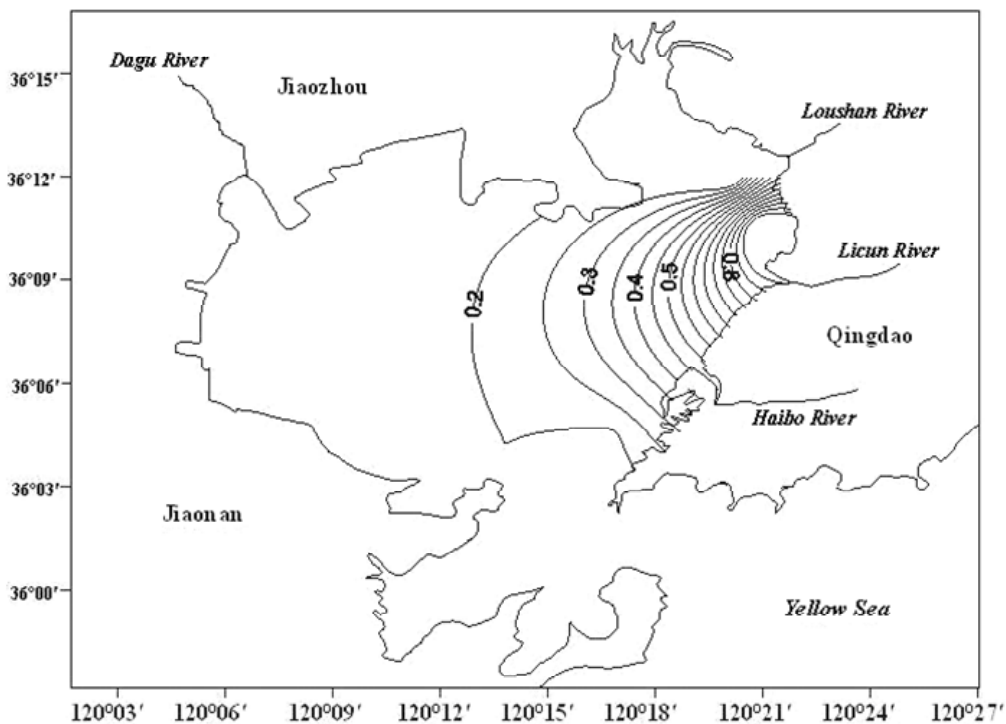 36°15′
36°12′
36°09′
36°06′
36°03′
36°00′
Dagu River
Jiaozhou
Loushan River
Licun River
0.2
0.3
0.4
0.5
0.8
Qingdao
Haibo River
Jiaonan
Yellow Sea
120°03′ 120°06′ 120°09′ 120°12′ 120°15′ 120°18′ 120°21′ 120°24′ 120°27′